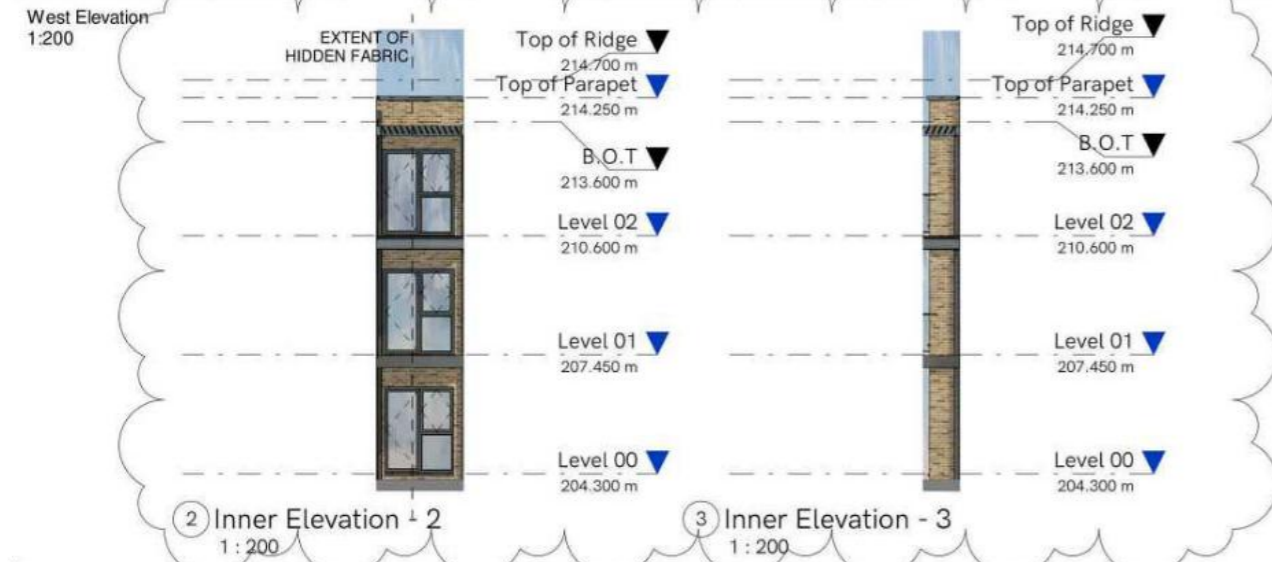 West Elevation
1:200
EXTENT OF
HIDDEN FABRIC
Top of Ridge
214.700 m
Top of Parapet
214.250 m
B.O.T
213.600 m
Level 02
210.600 m
Level 01
207.450 m
Level 00
204.300 m
2 Inner Elevation - 2
1 : 200
Top of Ridge
214.700 m
Top of Parapet
214.250 m
B.O.T
213.600 m
Level 02
210.600 m
Level 01
207.450 m
Level 00
204.300 m
3 Inner Elevation - 3
1 : 200